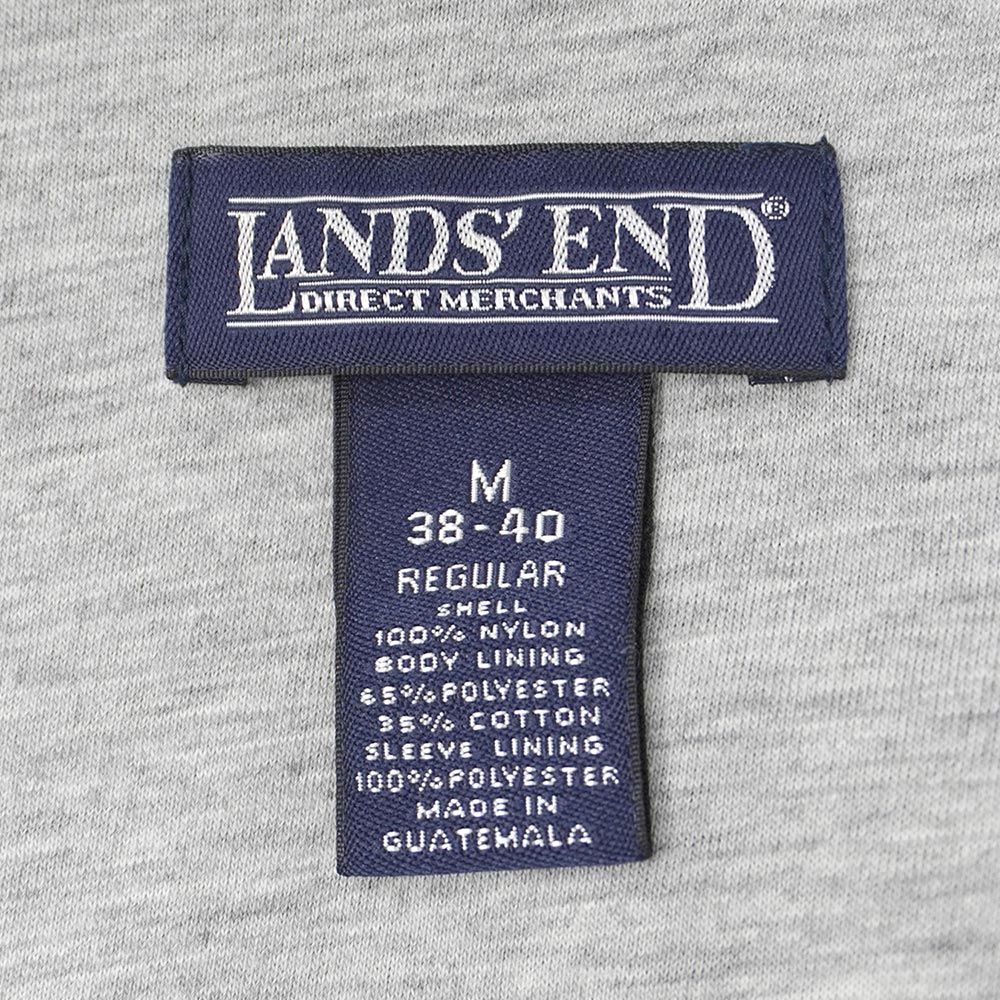 LANDS' END®
DIRECT MERCHANTS
M
38-40
REGULAR
SHELL
100% NYLON
BODY LINING
65% POLYESTER
35% COTTON
SLEEVE LINING
100% POLYESTER
MADE IN
GUATEMALA